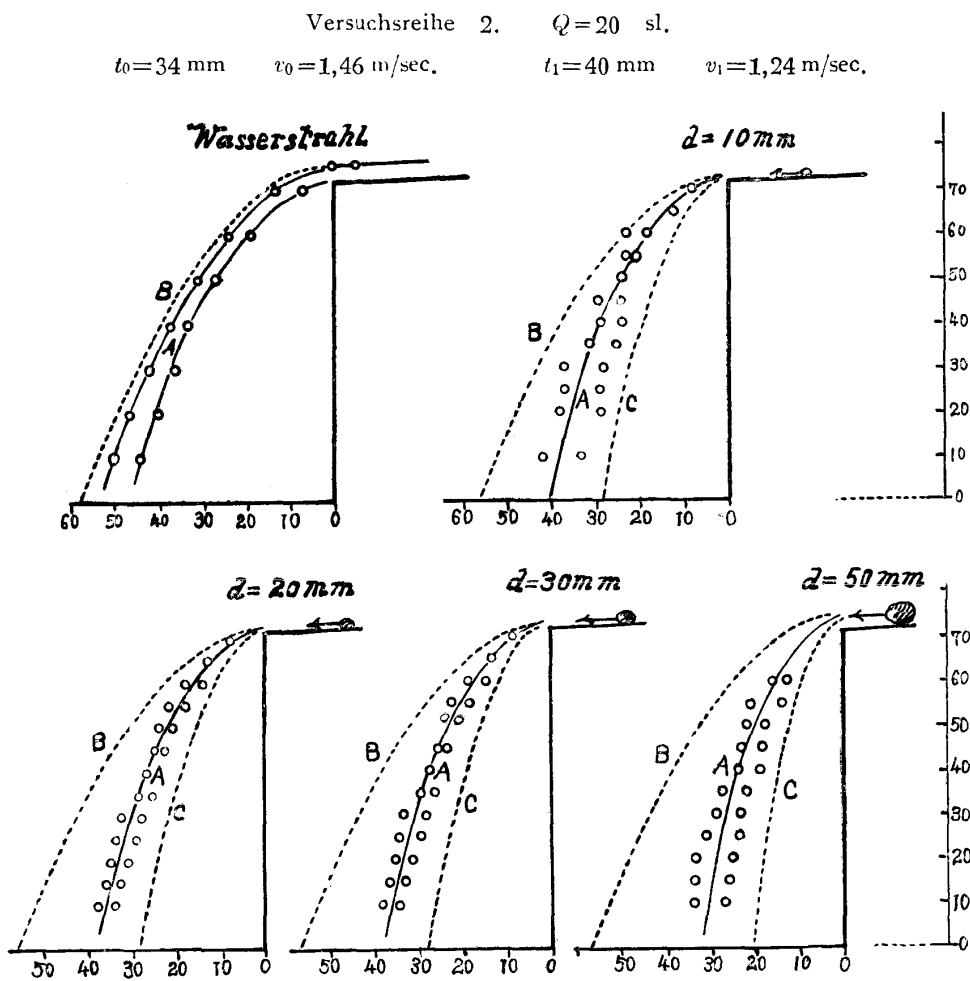 Versuchsreihe 2. Q=20 sl.
t₀=34 mm v₀=1,46 m/sec. t₁=40 mm v₁=1,24 m/sec.
Wasserstrahl
B
A
60 50 40 30 20 10 0
d=10mm
B
A
C
60 50 40 30 20 10 0
70
60
50
40
30
20
10
0
d=20mm
B
A
C
50 40 30 20 10 0
d=30mm
B
A
C
50 40 30 20 10 0
d=50mm
B
A
C
50 40 30 20 10 0
70
60
50
40
30
20
10
0